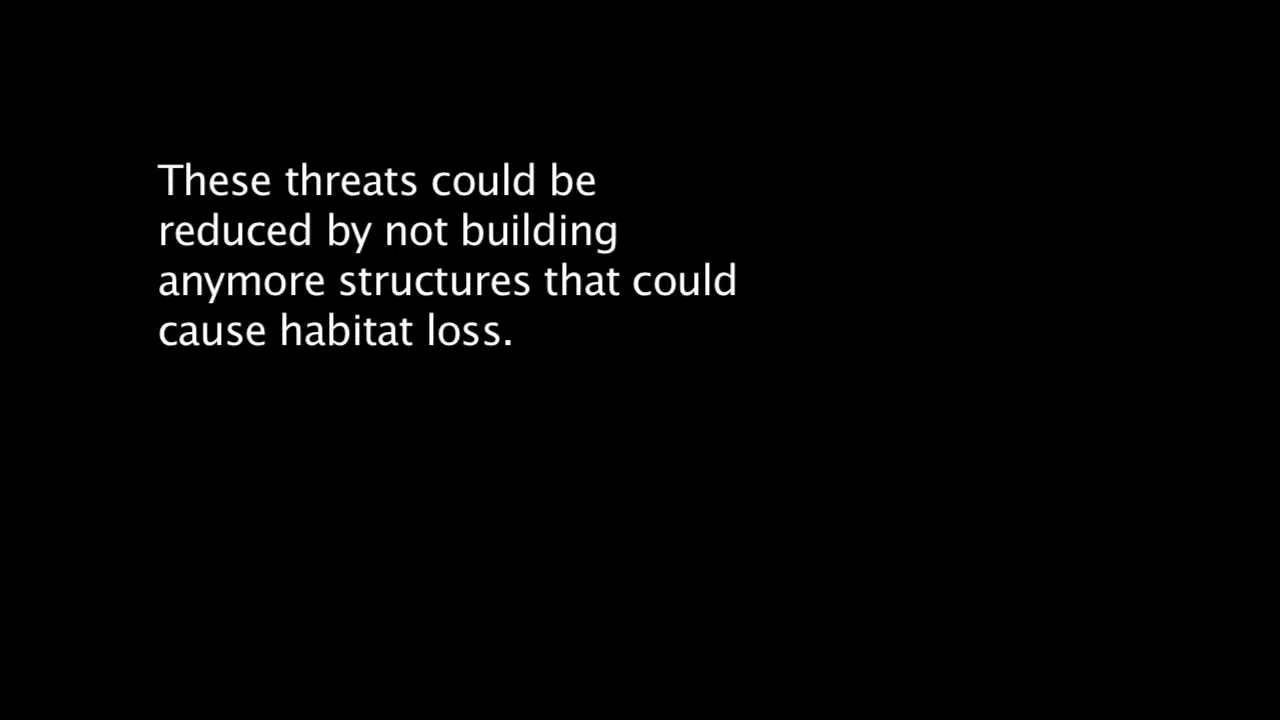 These threats could be
reduced by not building
anymore structures that could
cause habitat loss.